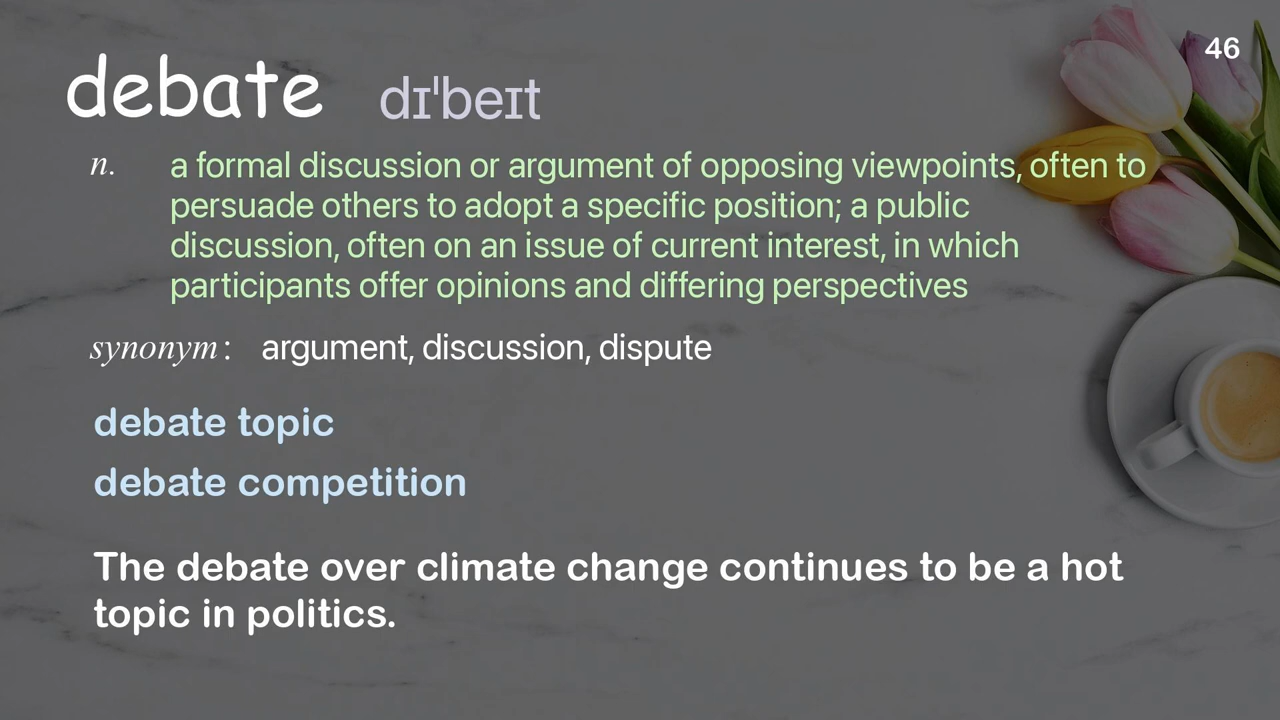 46
debate dɪˈbeɪt
n. a formal discussion or argument of opposing viewpoints, often to
persuade others to adopt a specific position; a public
discussion, often on an issue of current interest, in which
participants offer opinions and differing perspectives
synonym: argument, discussion, dispute
debate topic
debate competition
The debate over climate change continues to be a hot
topic in politics.